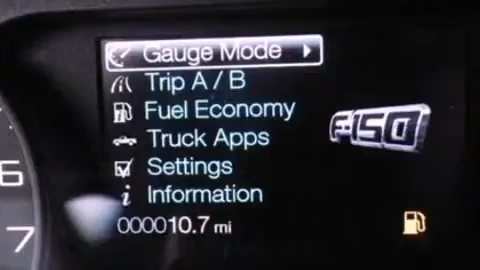 Gauge Mode
Trip A / B
Fuel Economy
Truck Apps
Settings
Information
000010.7 mi
F-150
6
7